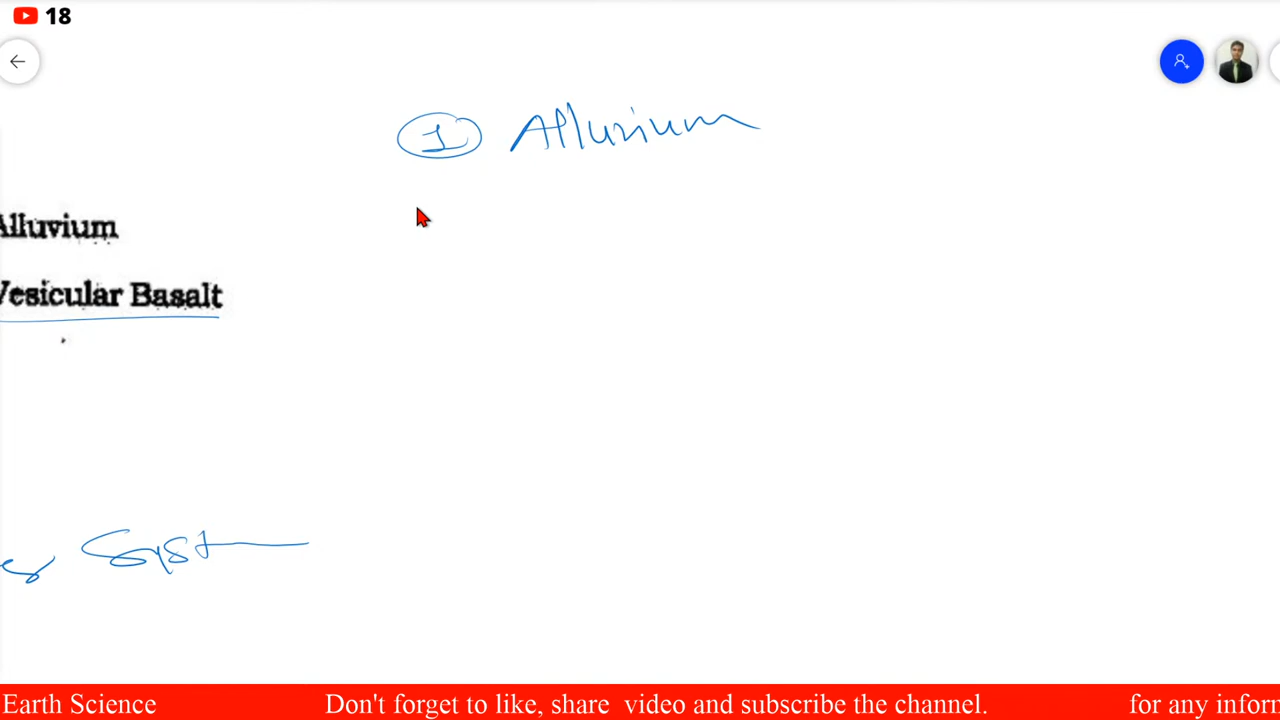 18
1 Alluvium
Alluvium
Vesicular Basalt
Syst
Earth Science Don't forget to like, share video and subscribe the channel. for any inforn